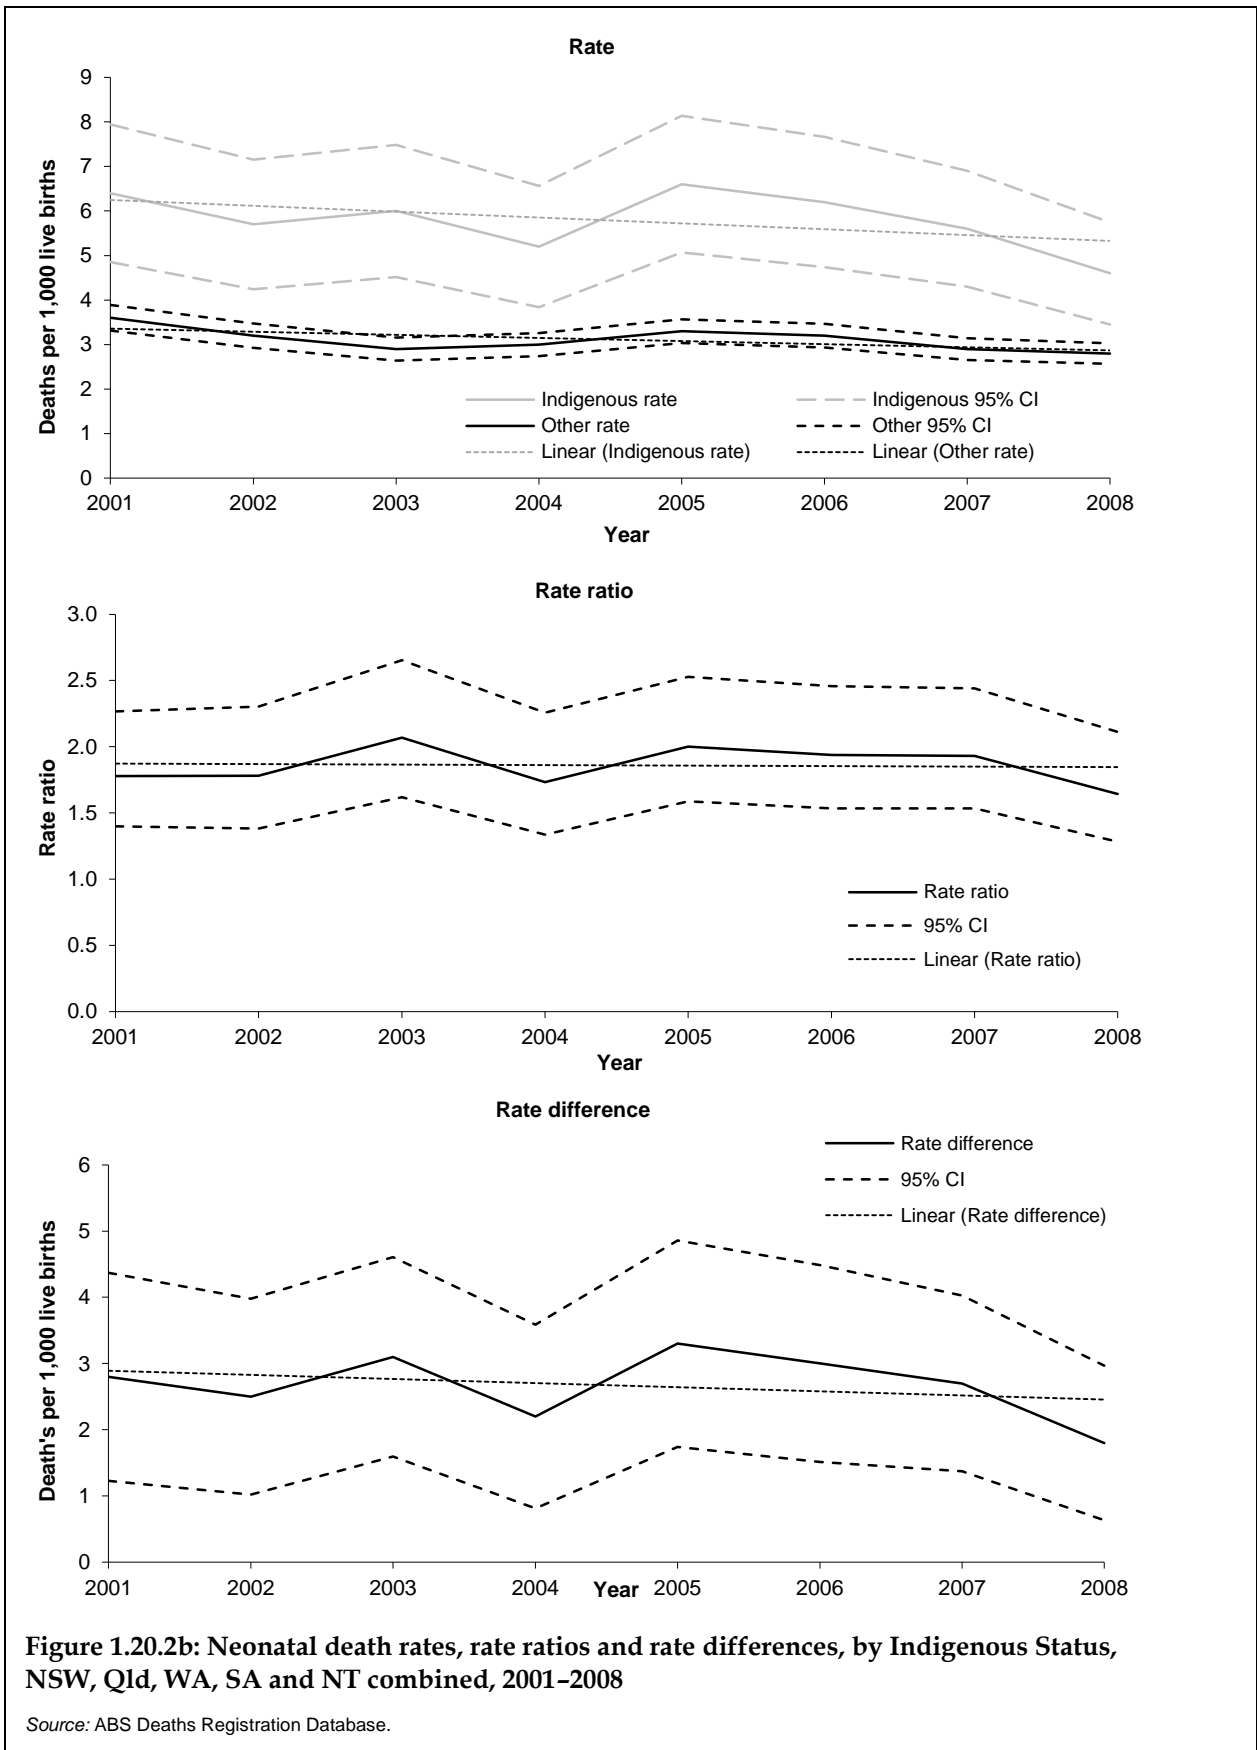 Rate
9
8
7
6
5
4
3
2
1
0
Deaths per 1,000 live births
Indigenous rate
Indigenous 95% CI
Other rate
Other 95% CI
Linear (Indigenous rate)
Linear (Other rate)
2001 2002 2003 2004 2005 2006 2007 2008
Year
Rate ratio
3.0
2.5
2.0
1.5
1.0
0.5
0.0
Rate ratio
Rate ratio
95% CI
Linear (Rate ratio)
2001 2002 2003 2004 2005 2006 2007 2008
Year
Rate difference
Rate difference
95% CI
Linear (Rate difference)
6
5
4
3
2
1
0
Death's per 1,000 live births
2001 2002 2003 2004 2005 2006 2007 2008
Year
Figure 1.20.2b: Neonatal death rates, rate ratios and rate differences, by Indigenous Status,
NSW, Qld, WA, SA and NT combined, 2001–2008
Source: ABS Deaths Registration Database.